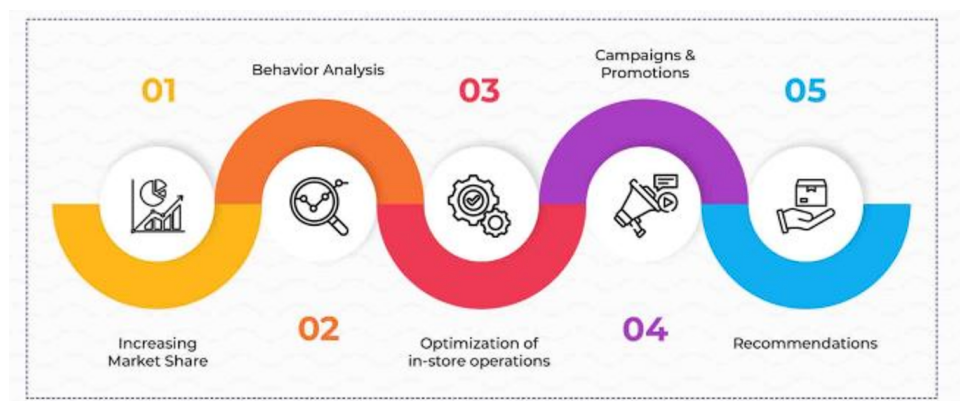 01
Increasing
Market Share
Behavior Analysis
02
03
Optimization of
in-store operations
Campaigns &
Promotions
04
05
Recommendations